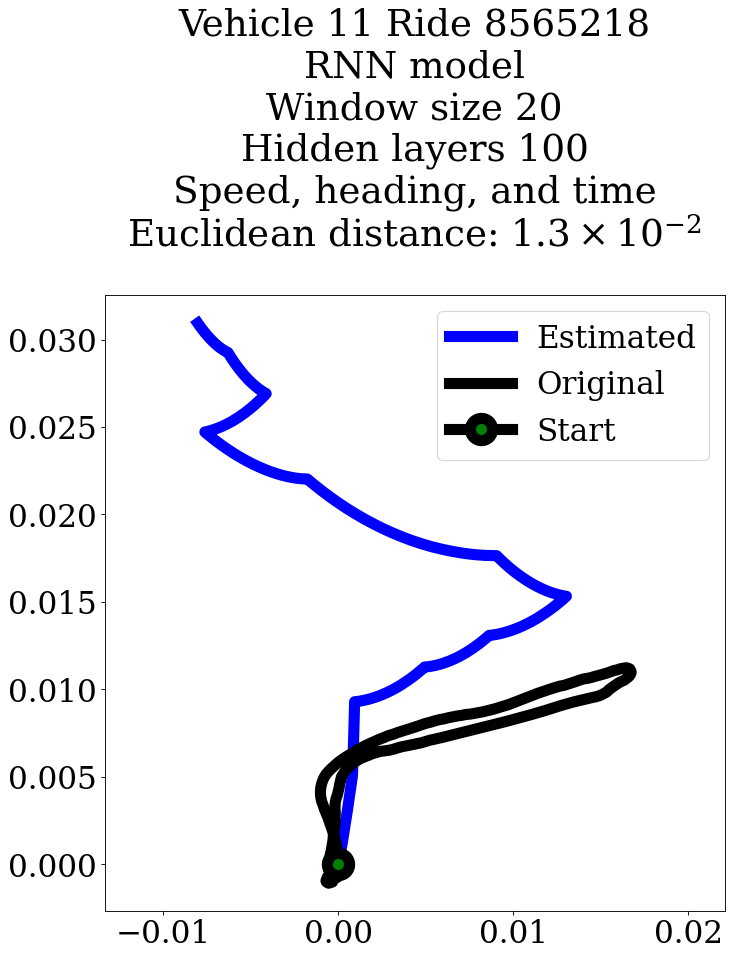 Vehicle 11 Ride 8565218
RNN model
Window size 20
Hidden layers 100
Speed, heading, and time
Euclidean distance: 1.3 × 10⁻²
Estimated
Original
Start
0.030
0.025
0.020
0.015
0.010
0.005
0.000
−0.01 0.00 0.01 0.02